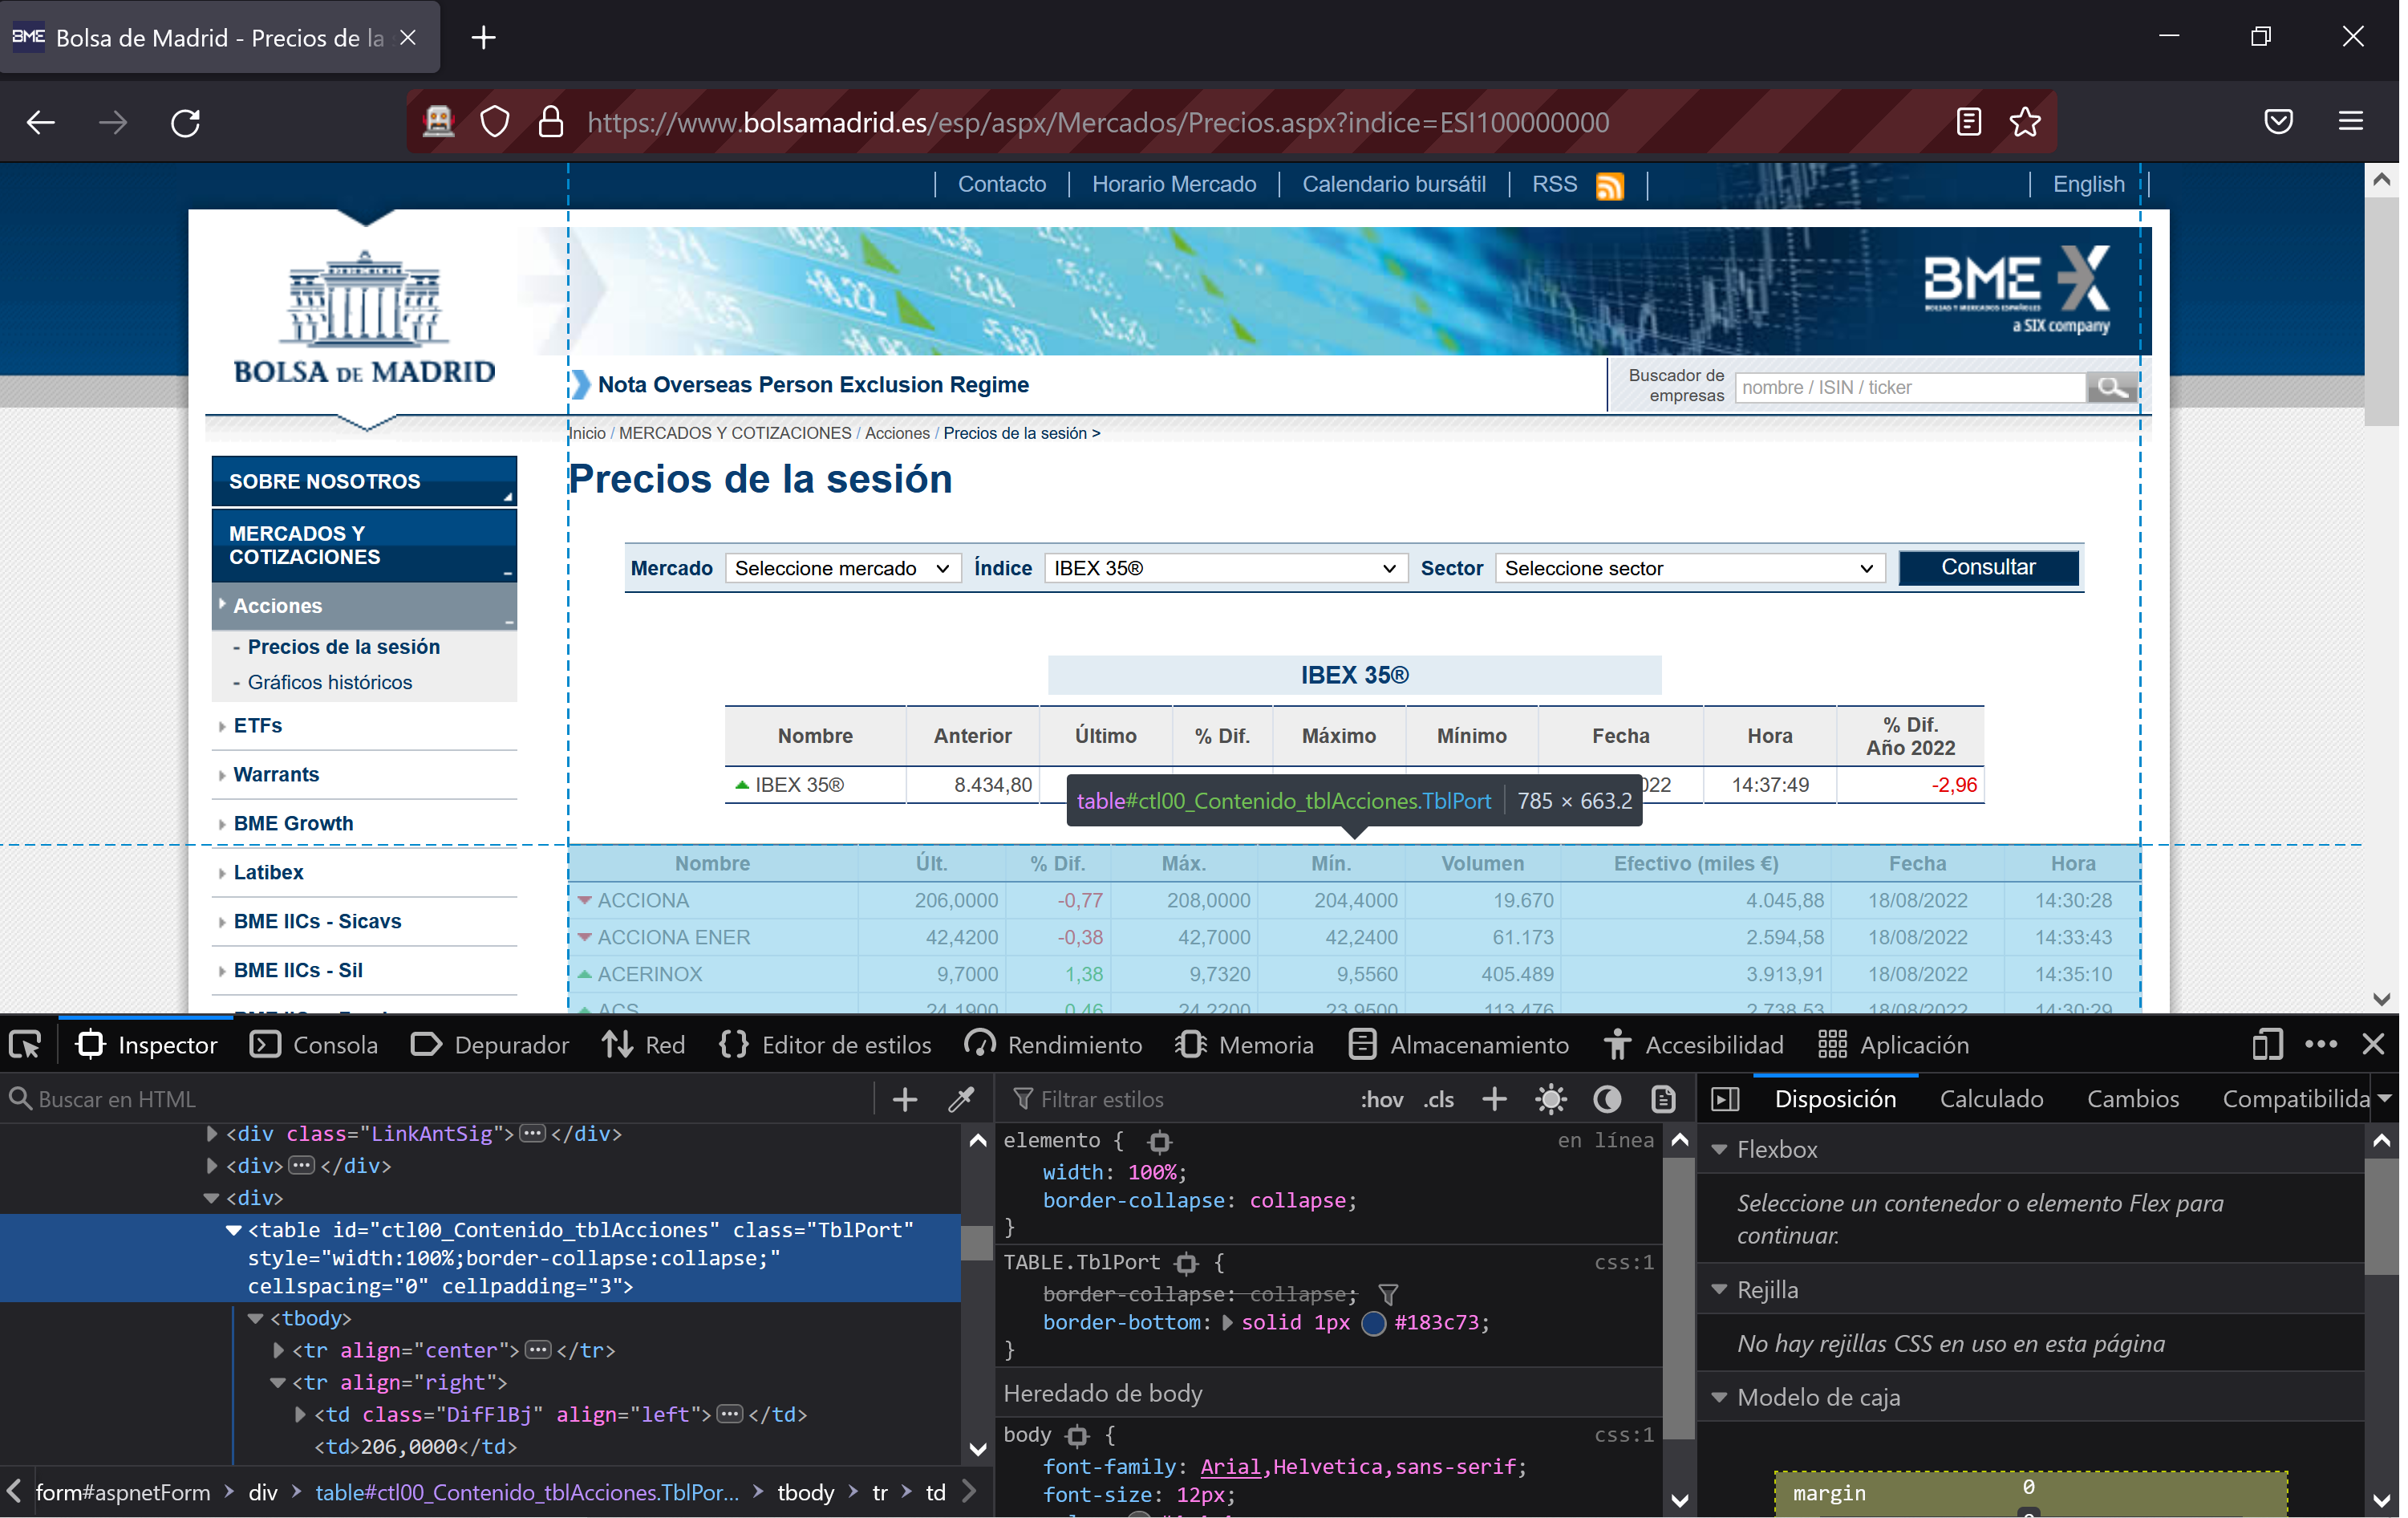 BME Bolsa de Madrid - Precios de la
https://www.bolsamadrid.es/esp/aspx/Mercados/Precios.aspx?indice=ESI100000000
Contacto | Horario Mercado | Calendario bursátil | RSS | | English |
BME
BOLSAS Y MERCADOS ESPAÑOLES
a SIX company
BOLSA DE MADRID
Nota Overseas Person Exclusion Regime
Buscador de empresas nombre / ISIN / ticker
Inicio / MERCADOS Y COTIZACIONES / Acciones / Precios de la sesión >
Precios de la sesión
SOBRE NOSOTROS
MERCADOS Y
COTIZACIONES
Acciones
- Precios de la sesión
- Gráficos históricos
ETFs
Warrants
BME Growth
Latibex
BME IICs - Sicavs
BME IICs - Sil
Mercado Seleccione mercado Índice IBEX 35® Sector Seleccione sector Consultar
IBEX 35®
Nombre Anterior Último % Dif. Máximo Mínimo Fecha Hora % Dif. Año 2022
IBEX 35® 8.434,80 022 14:37:49 -2,96
table#ctl00_Contenido_tblAcciones.TblPort 785 × 663.2
Nombre Últ. % Dif. Máx. Mín. Volumen Efectivo (miles €) Fecha Hora
ACCIONA 206,0000 -0,77 208,0000 204,4000 19.670 4.045,88 18/08/2022 14:30:28
ACCIONA ENER 42,4200 -0,38 42,7000 42,2400 61.173 2.594,58 18/08/2022 14:33:43
ACERINOX 9,7000 1,38 9,7320 9,5560 405.489 3.913,91 18/08/2022 14:35:10
ACS 24,1900 0,46 24,2200 23,9500 113.476 2.738,53 18/08/2022 14:30:29
Inspector Consola Depurador Red Editor de estilos Rendimiento Memoria Almacenamiento Accesibilidad Aplicación
Buscar en HTML
<div class="LinkAntSig"> ••• </div>
<div> ••• </div>
<div>
<table id="ctl00_Contenido_tblAcciones" class="TblPort"
style="width:100%;border-collapse:collapse;"
cellspacing="0" cellpadding="3">
<tbody>
<tr align="center"> ••• </tr>
<tr align="right">
<td class="DifFlBj" align="left"> ••• </td>
<td>206,0000</td>
form#aspnetForm > div > table#ctl00_Contenido_tblAcciones.TblPor... > tbody > tr > td
Filtrar estilos :hov .cls
elemento { en línea
width: 100%;
border-collapse: collapse;
}
TABLE.TblPort { css:1
border-collapse: collapse;
border-bottom: solid 1px #183c73;
}
Heredado de body
body { css:1
font-family: Arial,Helvetica,sans-serif;
font-size: 12px;
Disposición Calculado Cambios Compatibilida
Flexbox
Seleccione un contenedor o elemento Flex para
continuar.
Rejilla
No hay rejillas CSS en uso en esta página
Modelo de caja
margin 0